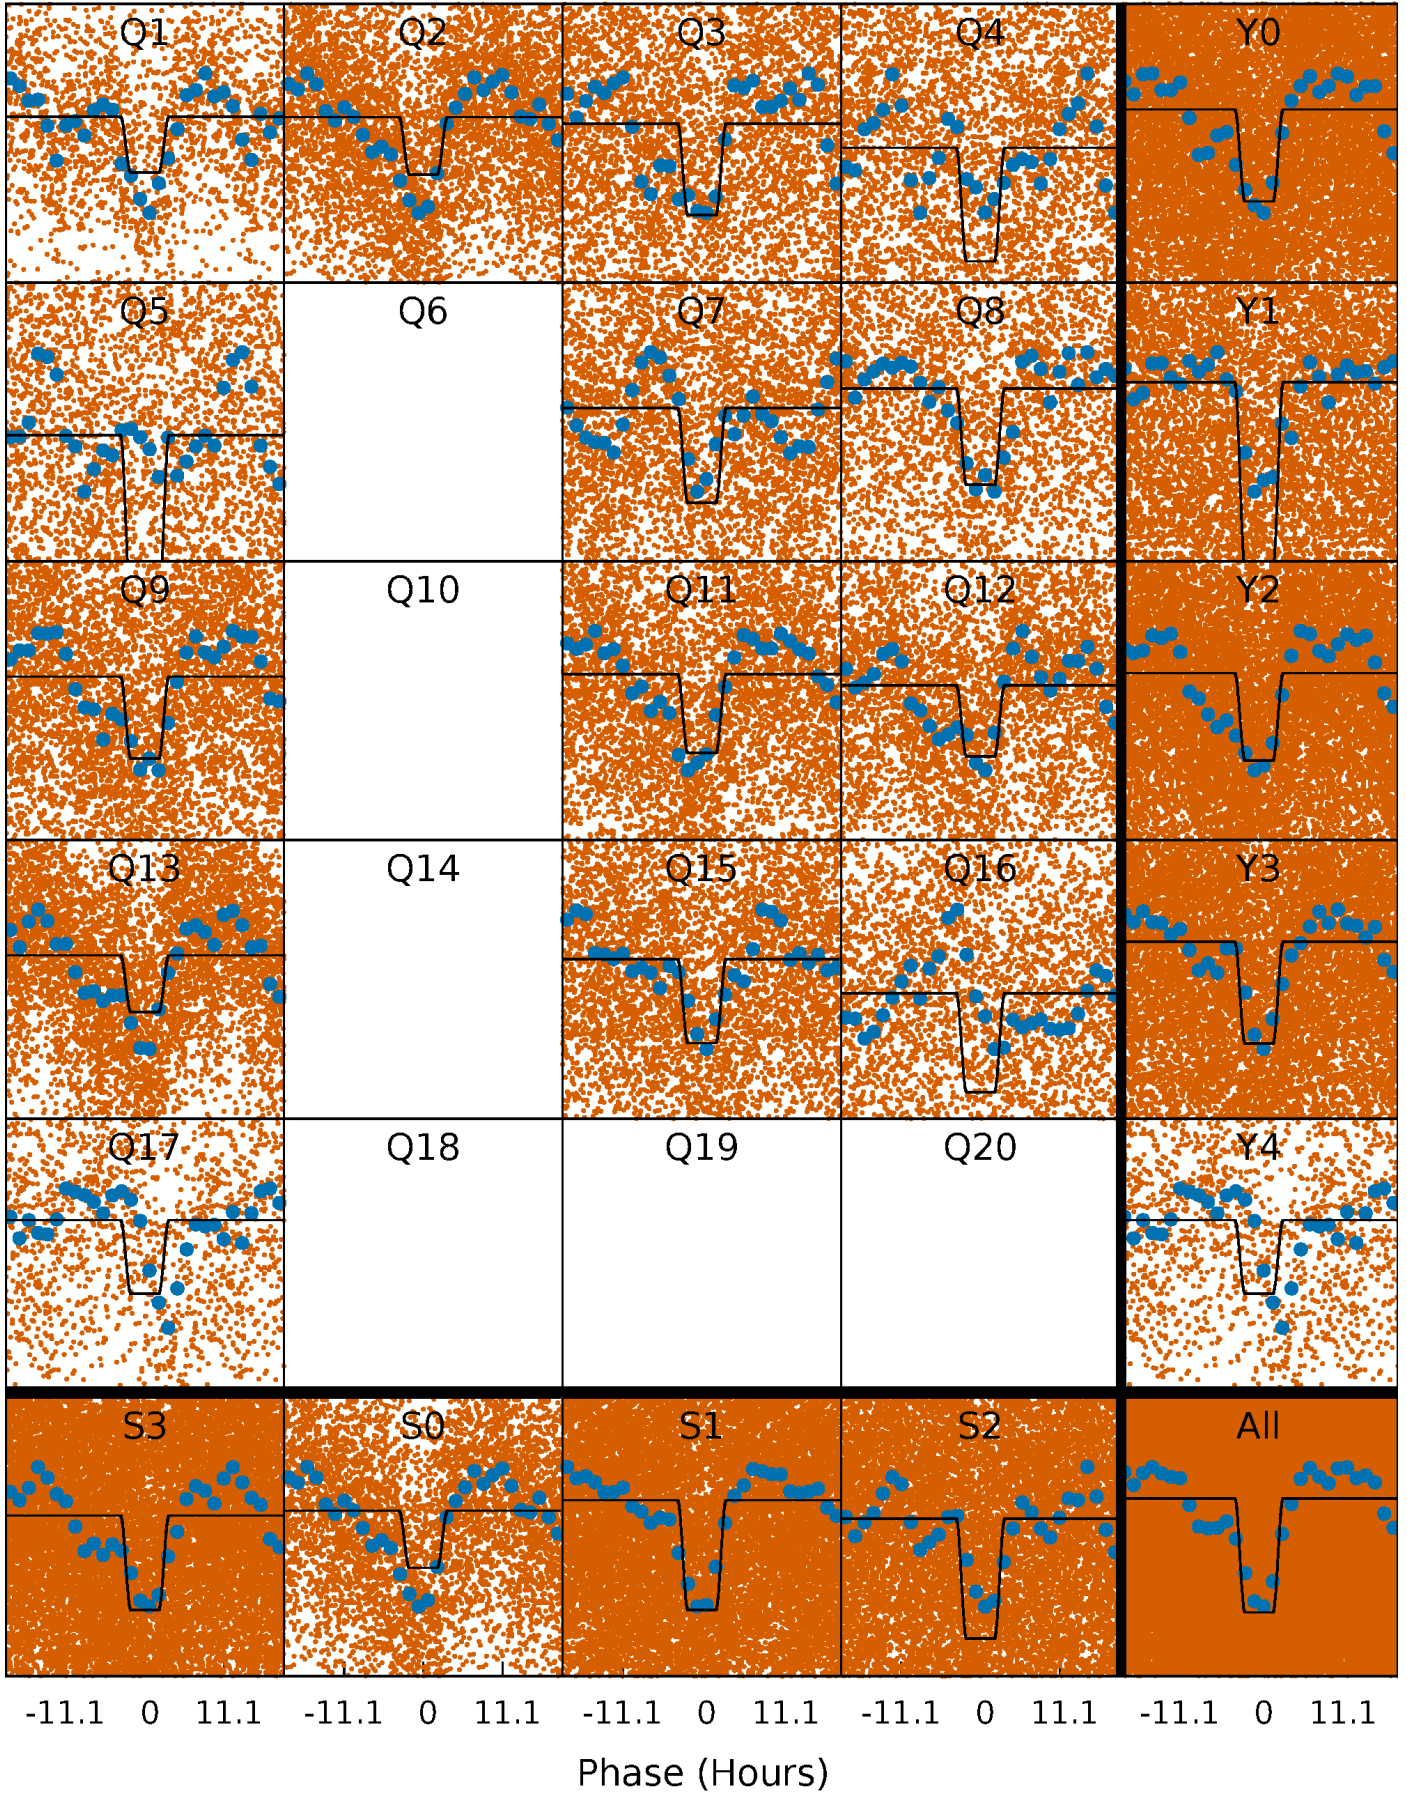 Q1 Q2 Q3 Q4 Y0
Q5 Q6 Q7 Q8 Y1
Q9 Q10 Q11 Q12 Y2
Q13 Q14 Q15 Q16 Y3
Q17 Q18 Q19 Q20 Y4
S3 S0 S1 S2 All
-11.1 0 11.1 -11.1 0 11.1 -11.1 0 11.1 -11.1 0 11.1 -11.1 0 11.1
Phase (Hours)